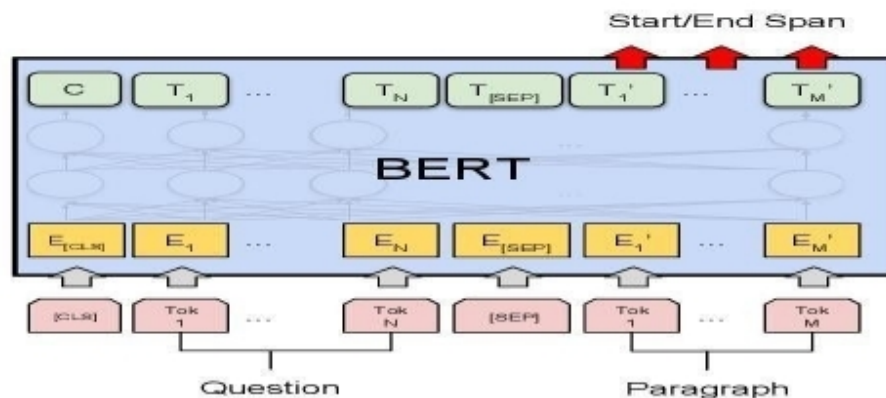 Start/End Span
C T1 ... TN T[SEP] T1' ... TM'
...
BERT
...
E[CLS] E1 ... EN E[SEP] E1' ... EM'
[CLS] Tok 1 ... Tok N [SEP] Tok 1 ... Tok M
Question Paragraph